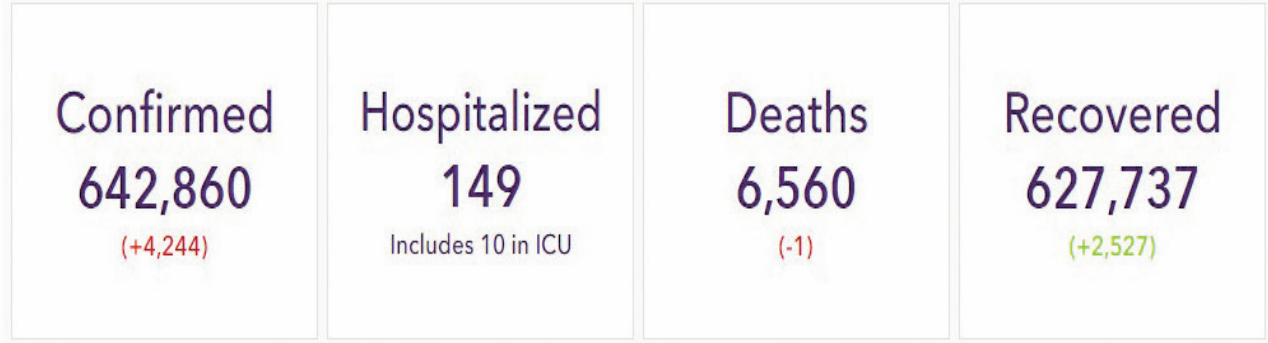 Confirmed
642,860
(+4,244)
Hospitalized
149
Includes 10 in ICU
Deaths
6,560
(-1)
Recovered
627,737
(+2,527)